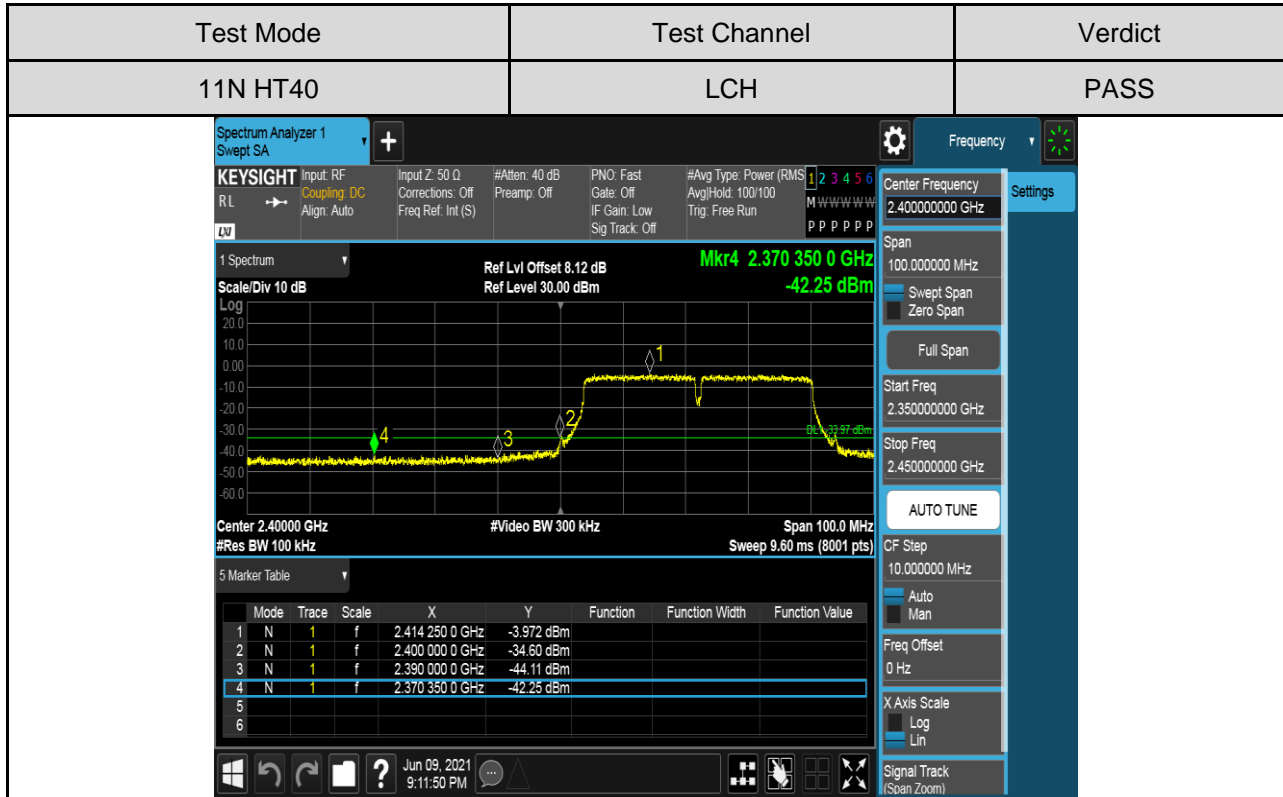 Test Mode Test Channel Verdict
11N HT40 LCH PASS
Spectrum Analyzer 1
Swept SA
+
Frequency
KEYSIGHT Input: RF Input Z: 50 Ω #Atten: 40 dB PNO: Fast #Avg Type: Power (RMS 1 2 3 4 5 6
RL Coupling: DC Corrections: Off Preamp: Off Gate: Off Avg|Hold: 100/100 M W W W W W
Align: Auto Freq Ref: Int (S) IF Gain: Low Trig: Free Run
LXI Sig Track: Off P P P P P P
1 Spectrum
Ref Lvl Offset 8.12 dB Mkr4 2.370 350 0 GHz
Scale/Div 10 dB Ref Level 30.00 dBm -42.25 dBm
Log
20.0
10.0
0.00
-10.0
-20.0
-30.0
-40.0
-50.0
-60.0
1
2
3
4
DL1 -33.97 dBm
Center 2.40000 GHz #Video BW 300 kHz Span 100.0 MHz
#Res BW 100 kHz Sweep 9.60 ms (8001 pts)
5 Marker Table
Mode Trace Scale X Y Function Function Width Function Value
1 N 1 f 2.414 250 0 GHz -3.972 dBm
2 N 1 f 2.400 000 0 GHz -34.60 dBm
3 N 1 f 2.390 000 0 GHz -44.11 dBm
4 N 1 f 2.370 350 0 GHz -42.25 dBm
5
6
Center Frequency
2.400000000 GHz
Settings
Span
100.000000 MHz
Swept Span
Zero Span
Full Span
Start Freq
2.350000000 GHz
Stop Freq
2.450000000 GHz
AUTO TUNE
CF Step
10.000000 MHz
Auto
Man
Freq Offset
0 Hz
X Axis Scale
Log
Lin
Signal Track
(Span Zoom)
?
Jun 09, 2021
9:11:50 PM